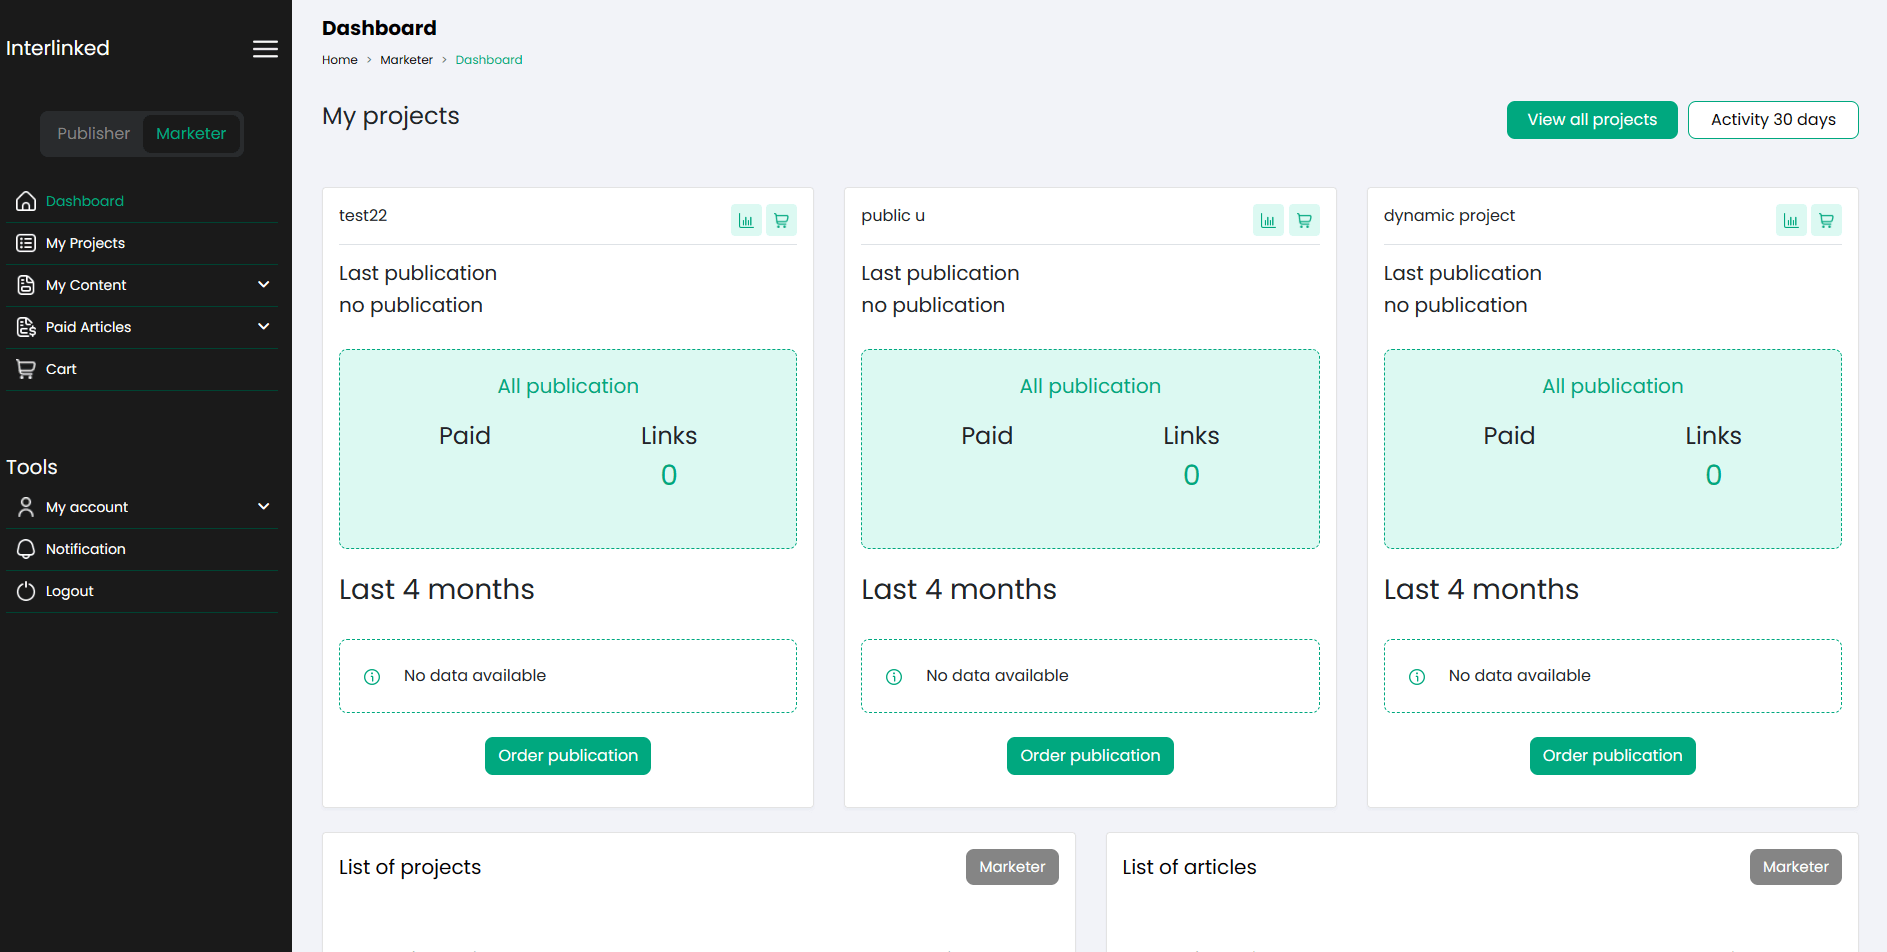 Interlinked
Publisher Marketer
Dashboard
My Projects
My Content
Paid Articles
Cart
Tools
My account
Notification
Logout
Dashboard
Home > Marketer > Dashboard
My projects
View all projects
Activity 30 days
test22
Last publication
no publication
All publication
Paid Links
0
Last 4 months
No data available
Order publication
public u
Last publication
no publication
All publication
Paid Links
0
Last 4 months
No data available
Order publication
dynamic project
Last publication
no publication
All publication
Paid Links
0
Last 4 months
No data available
Order publication
List of projects
Marketer
List of articles
Marketer